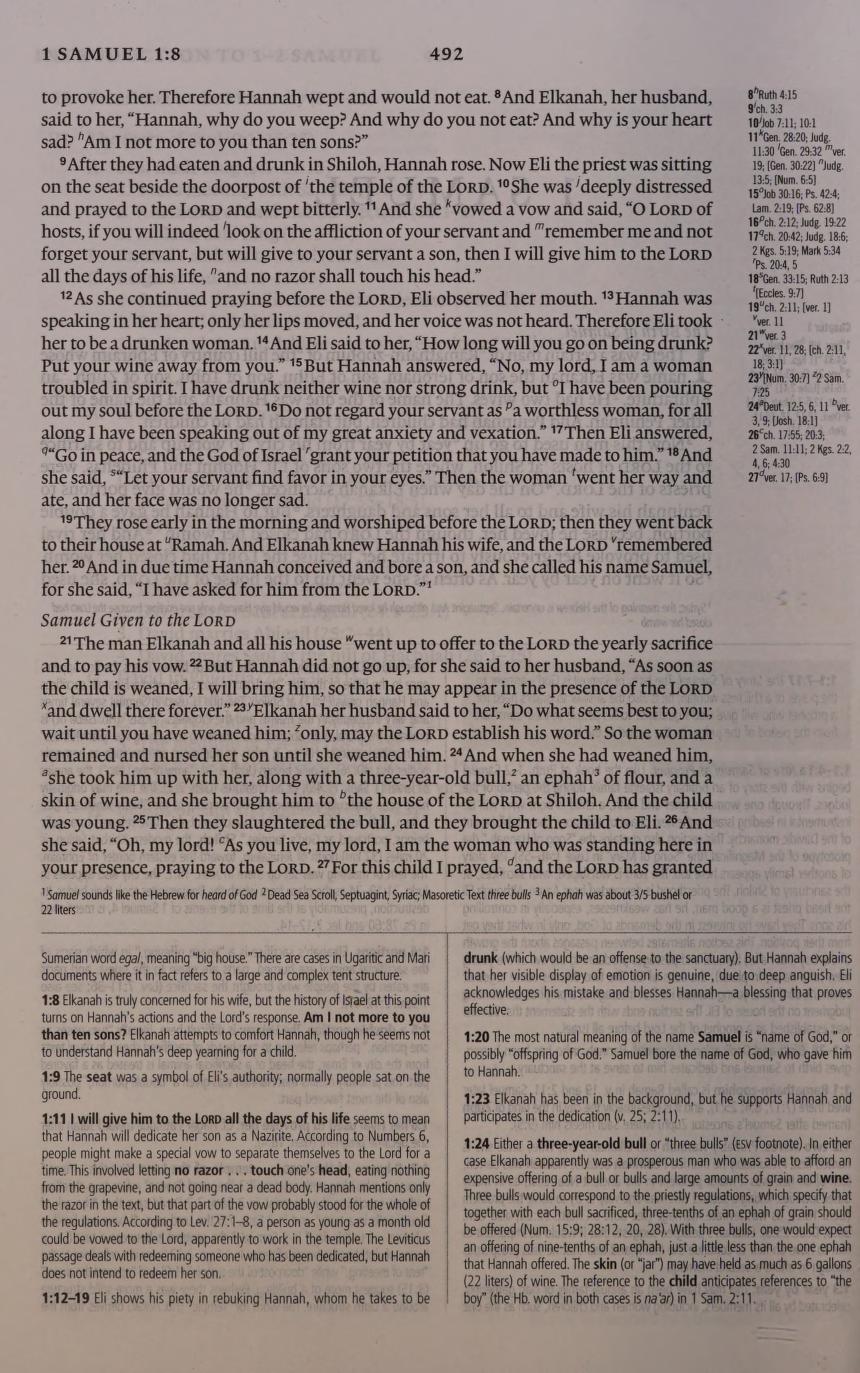 1 SAMUEL 1:8
492
to provoke her. Therefore Hannah wept and would not eat. ⁸And Elkanah, her husband,
said to her, “Hannah, why do you weep? And why do you not eat? And why is your heart
sad? ʰAm I not more to you than ten sons?”
⁹After they had eaten and drunk in Shiloh, Hannah rose. Now Eli the priest was sitting
on the seat beside the doorpost of ⁱthe temple of the LORD. ¹⁰She was ʲdeeply distressed
and prayed to the LORD and wept bitterly. ¹¹And she ᵏvowed a vow and said, “O LORD of
hosts, if you will indeed ˡlook on the affliction of your servant and ᵐremember me and not
forget your servant, but will give to your servant a son, then I will give him to the LORD
all the days of his life, ⁿand no razor shall touch his head.”
¹²As she continued praying before the LORD, Eli observed her mouth. ¹³Hannah was
speaking in her heart; only her lips moved, and her voice was not heard. Therefore Eli took
her to be a drunken woman. ¹⁴And Eli said to her, “How long will you go on being drunk?
Put your wine away from you.” ¹⁵But Hannah answered, “No, my lord, I am a woman
troubled in spirit. I have drunk neither wine nor strong drink, but ᵒI have been pouring
out my soul before the LORD. ¹⁶Do not regard your servant as ᵖa worthless woman, for all
along I have been speaking out of my great anxiety and vexation.” ¹⁷Then Eli answered,
q“Go in peace, and the God of Israel ʳgrant your petition that you have made to him.” ¹⁸And
she said, ˢ“Let your servant find favor in your eyes.” Then the woman ᵗwent her way and
ate, and her face was no longer sad.
¹⁹They rose early in the morning and worshiped before the LORD; then they went back
to their house at ᵘRamah. And Elkanah knew Hannah his wife, and the LORD ᵛremembered
her. ²⁰And in due time Hannah conceived and bore a son, and she called his name Samuel,
for she said, “I have asked for him from the LORD.”¹
Samuel Given to the LORD
²¹The man Elkanah and all his house ʷwent up to offer to the LORD the yearly sacrifice
and to pay his vow. ²²But Hannah did not go up, for she said to her husband, “As soon as
the child is weaned, I will bring him, so that he may appear in the presence of the LORD
ˣand dwell there forever.” ²³ʸElkanah her husband said to her, “Do what seems best to you;
wait until you have weaned him; ᶻonly, may the LORD establish his word.” So the woman
remained and nursed her son until she weaned him. ²⁴And when she had weaned him,
ᵃshe took him up with her, along with a three-year-old bull,² an ephah³ of flour, and a
skin of wine, and she brought him to ᵇthe house of the LORD at Shiloh. And the child
was young. ²⁵Then they slaughtered the bull, and they brought the child to Eli. ²⁶And
she said, “Oh, my lord! ᶜAs you live, my lord, I am the woman who was standing here in
your presence, praying to the LORD. ²⁷For this child I prayed, ᵈand the LORD has granted
8ʰRuth 4:15
9ⁱch. 3:3
10ʲJob 7:11; 10:1
11ᵏGen. 28:20; Judg.
11:30 ˡGen. 29:32 ᵐver.
19; [Gen. 30:22] ⁿJudg.
13:5; [Num. 6:5]
15ᵒJob 30:16; Ps. 42:4;
Lam. 2:19; [Ps. 62:8]
16ᵖch. 2:12; Judg. 19:22
17qch. 20:42; Judg. 18:6;
2 Kgs. 5:19; Mark 5:34
ʳPs. 20:4, 5
18ˢGen. 33:15; Ruth 2:13
ᵗ[Eccles. 9:7]
19ᵘch. 2:11; [ver. 1]
ᵛver. 11
21ʷver. 3
22ˣver. 11, 28; [ch. 2:11,
18; 3:1]
23ʸ[Num. 30:7] ᶻ2 Sam.
7:25
24ᵃDeut. 12:5, 6, 11 ᵇver.
3, 9; [Josh. 18:1]
26ᶜch. 17:55; 20:3;
2 Sam. 11:11; 2 Kgs. 2:2,
4, 6; 4:30
27ᵈver. 17; [Ps. 6:9]
¹ Samuel sounds like the Hebrew for heard of God ² Dead Sea Scroll, Septuagint, Syriac; Masoretic Text three bulls ³ An ephah was about 3/5 bushel or
22 liters
Sumerian word egal, meaning “big house.” There are cases in Ugaritic and Mari
documents where it in fact refers to a large and complex tent structure.
1:8 Elkanah is truly concerned for his wife, but the history of Israel at this point
turns on Hannah’s actions and the Lord’s response. Am I not more to you
than ten sons? Elkanah attempts to comfort Hannah, though he seems not
to understand Hannah’s deep yearning for a child.
1:9 The seat was a symbol of Eli’s authority; normally people sat on the
ground.
1:11 I will give him to the LORD all the days of his life seems to mean
that Hannah will dedicate her son as a Nazirite. According to Numbers 6,
people might make a special vow to separate themselves to the Lord for a
time. This involved letting no razor . . . touch one’s head, eating nothing
from the grapevine, and not going near a dead body. Hannah mentions only
the razor in the text, but that part of the vow probably stood for the whole of
the regulations. According to Lev. 27:1–8, a person as young as a month old
could be vowed to the Lord, apparently to work in the temple. The Leviticus
passage deals with redeeming someone who has been dedicated, but Hannah
does not intend to redeem her son.
1:12–19 Eli shows his piety in rebuking Hannah, whom he takes to be
drunk (which would be an offense to the sanctuary). But Hannah explains
that her visible display of emotion is genuine, due to deep anguish. Eli
acknowledges his mistake and blesses Hannah—a blessing that proves
effective.
1:20 The most natural meaning of the name Samuel is “name of God,” or
possibly “offspring of God.” Samuel bore the name of God, who gave him
to Hannah.
1:23 Elkanah has been in the background, but he supports Hannah and
participates in the dedication (v. 25; 2:11).
1:24 Either a three-year-old bull or “three bulls” (ESV footnote). In either
case Elkanah apparently was a prosperous man who was able to afford an
expensive offering of a bull or bulls and large amounts of grain and wine.
Three bulls would correspond to the priestly regulations, which specify that
together with each bull sacrificed, three-tenths of an ephah of grain should
be offered (Num. 15:9; 28:12, 20, 28). With three bulls, one would expect
an offering of nine-tenths of an ephah, just a little less than the one ephah
that Hannah offered. The skin (or “jar”) may have held as much as 6 gallons
(22 liters) of wine. The reference to the child anticipates references to “the
boy” (the Hb. word in both cases is na‘ar) in 1 Sam. 2:11.